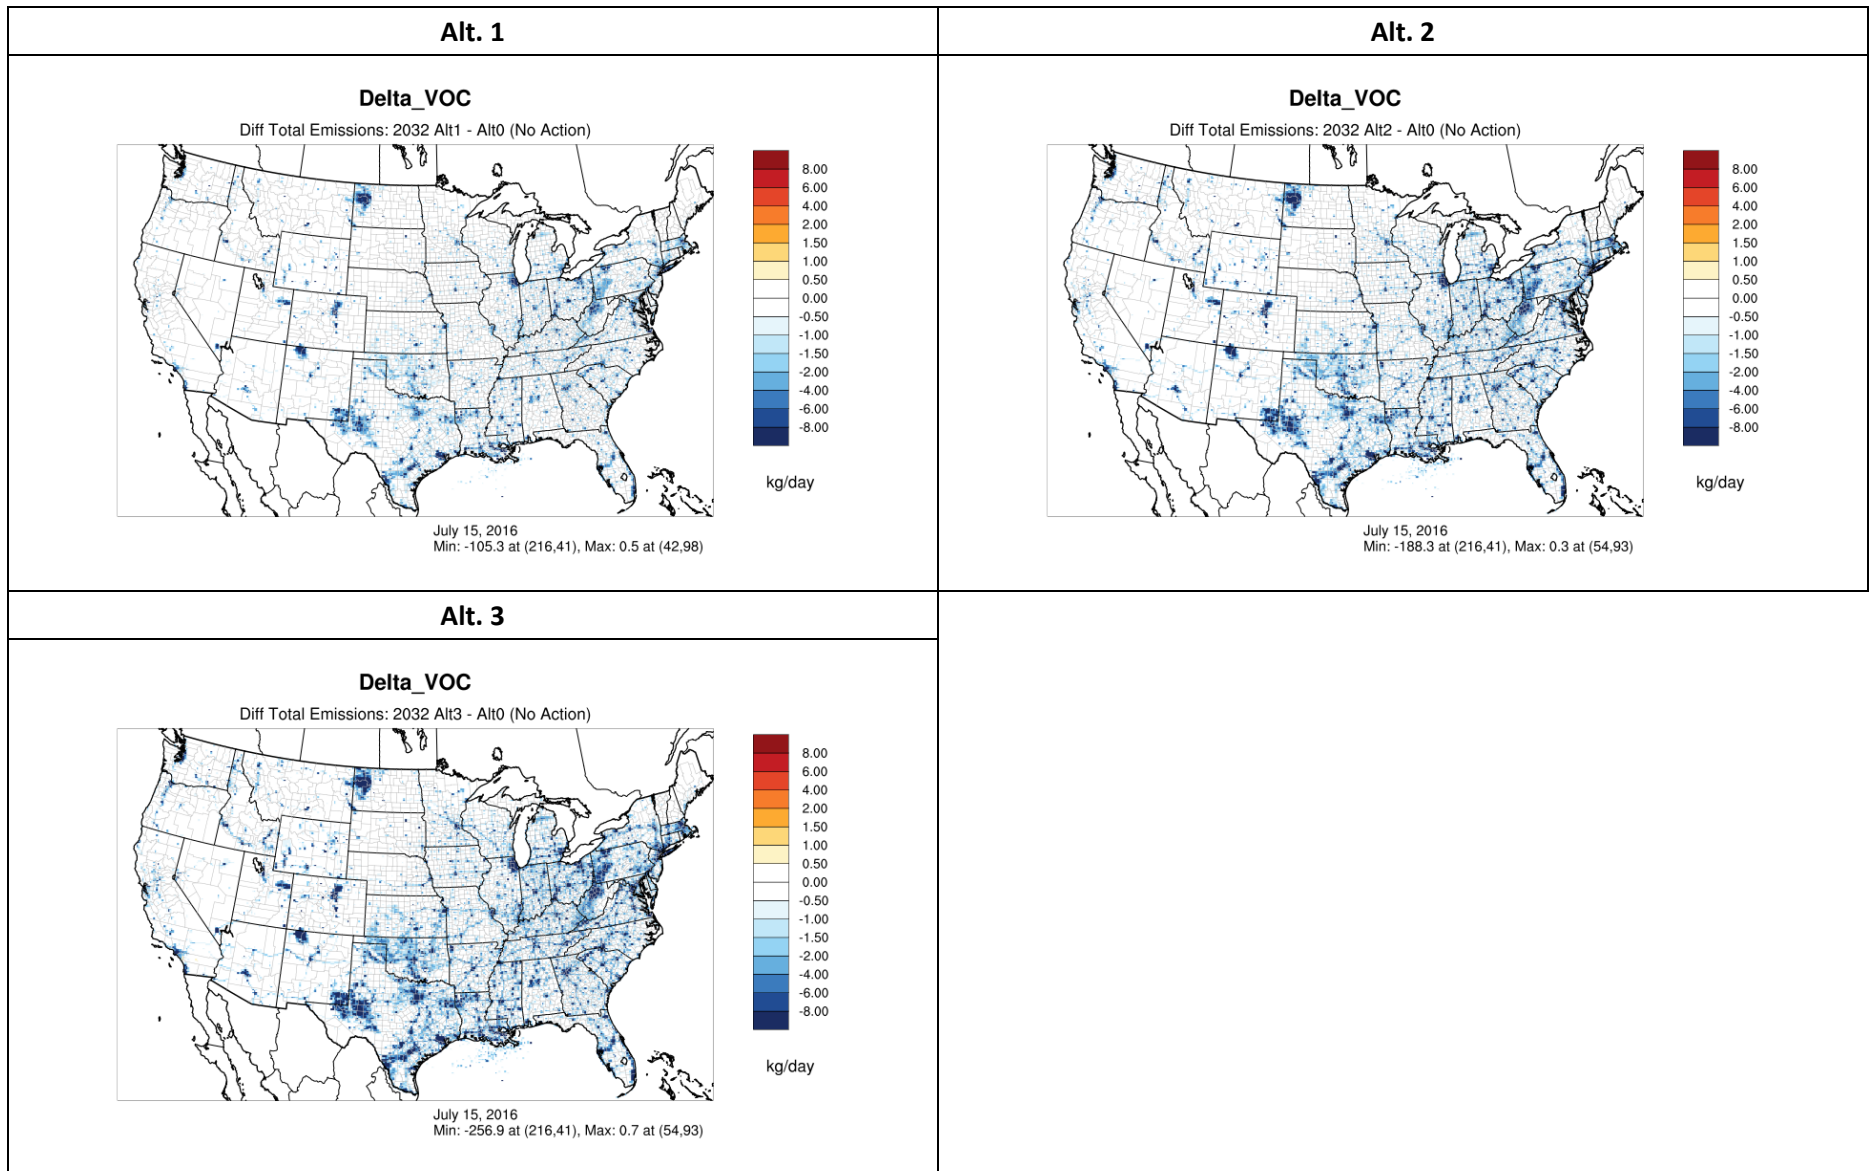 Alt. 1
Delta_VOC
Diff Total Emissions: 2032 Alt1 - Alt0 (No Action)
8.00
6.00
4.00
2.00
1.50
1.00
0.50
0.00
-0.50
-1.00
-1.50
-2.00
-4.00
-6.00
-8.00
kg/day
July 15, 2016
Min: -105.3 at (216,41), Max: 0.5 at (42,98)
Alt. 2
Delta_VOC
Diff Total Emissions: 2032 Alt2 - Alt0 (No Action)
8.00
6.00
4.00
2.00
1.50
1.00
0.50
0.00
-0.50
-1.00
-1.50
-2.00
-4.00
-6.00
-8.00
kg/day
July 15, 2016
Min: -188.3 at (216,41), Max: 0.3 at (54,93)
Alt. 3
Delta_VOC
Diff Total Emissions: 2032 Alt3 - Alt0 (No Action)
8.00
6.00
4.00
2.00
1.50
1.00
0.50
0.00
-0.50
-1.00
-1.50
-2.00
-4.00
-6.00
-8.00
kg/day
July 15, 2016
Min: -256.9 at (216,41), Max: 0.7 at (54,93)